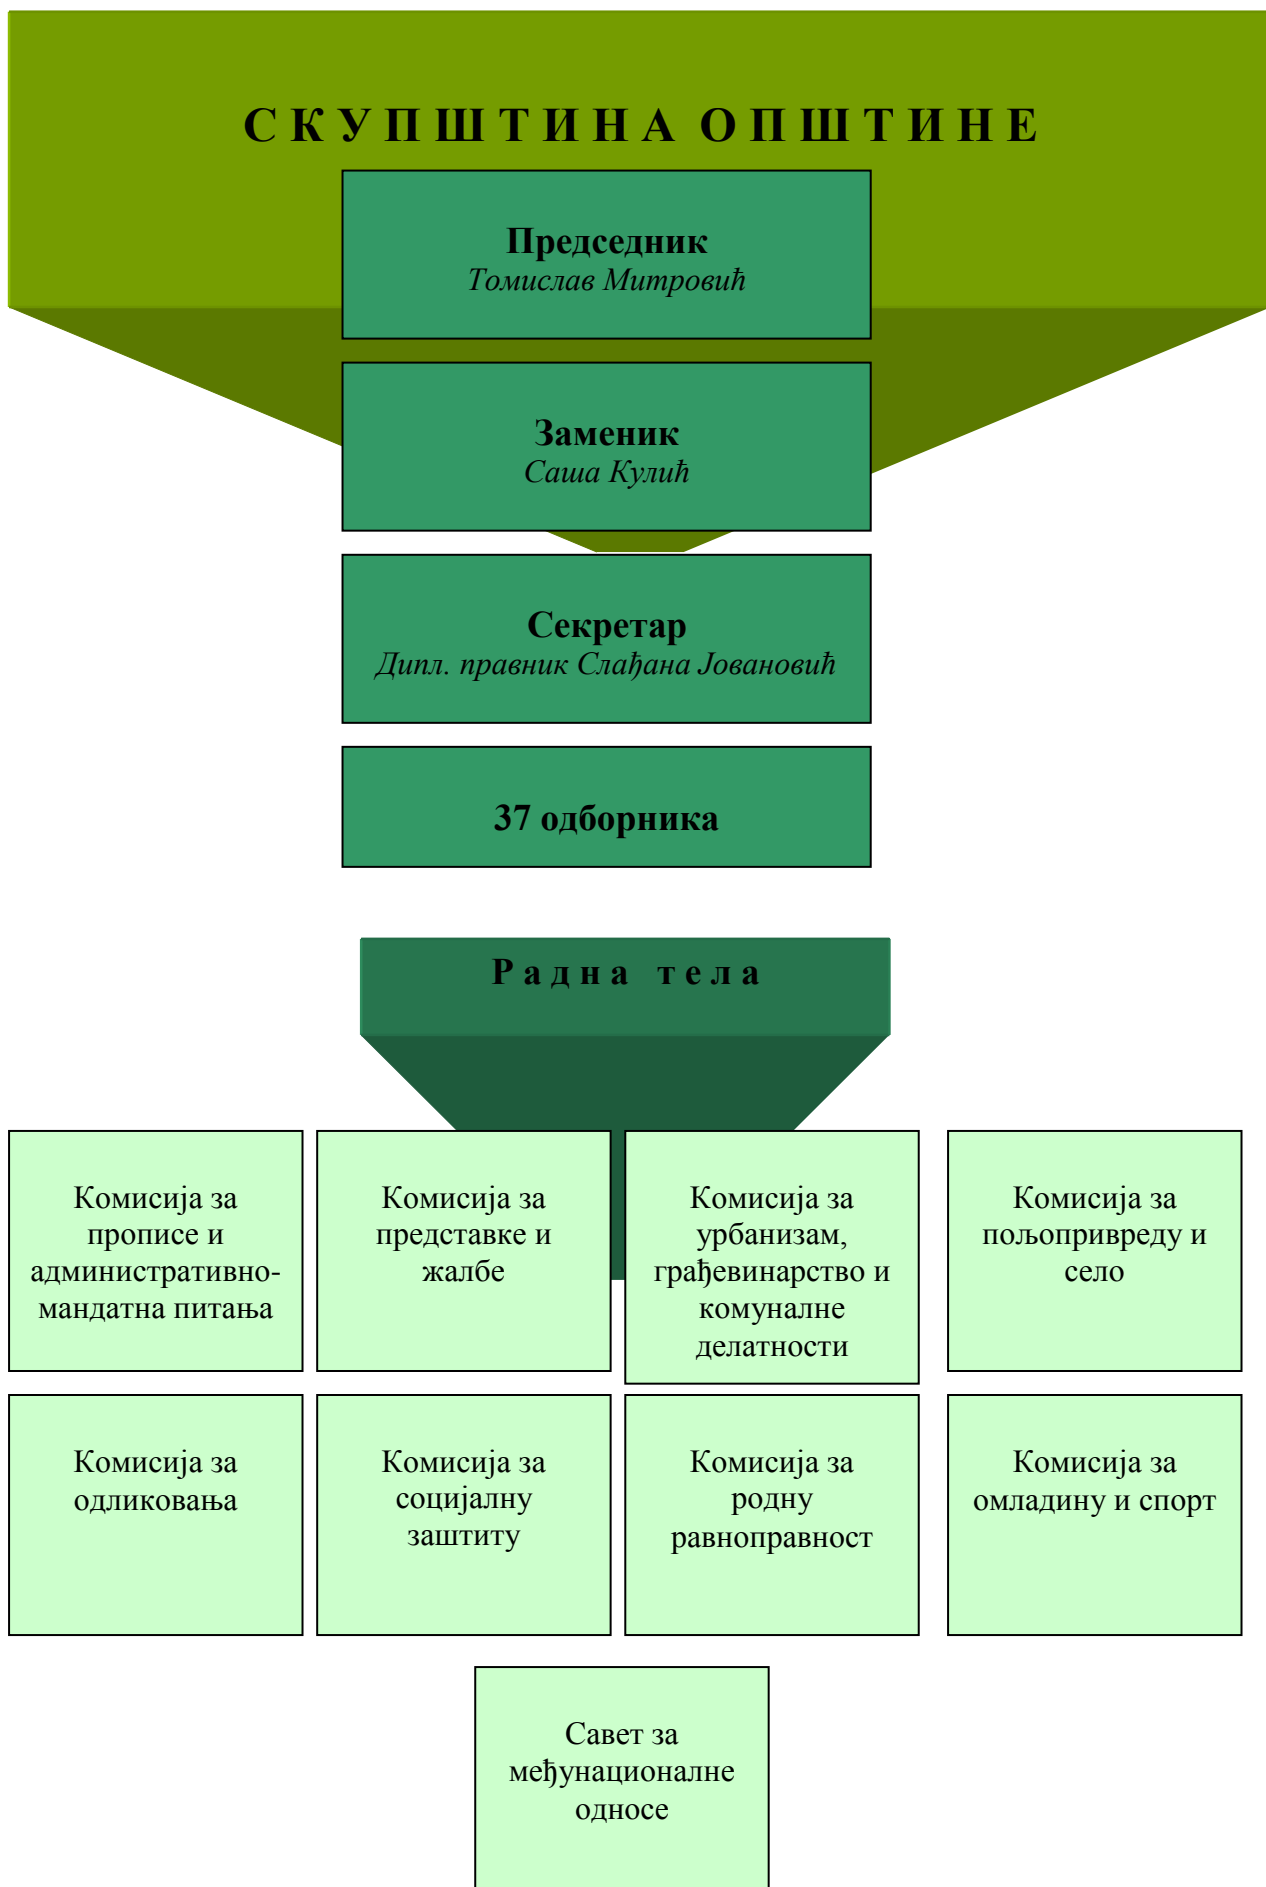 С К У П Ш Т И Н А О П Ш Т И Н Е
Председник
Томислав Митровић
Заменик
Саша Кулић
Секретар
Дипл. правник Слађана Јовановић
37 одборника
Р а д н а т е л а
Комисија за
прописе и
административно-
мандатна питања
Комисија за
представке и
жалбе
Комисија за
урбанизам,
грађевинарство и
комуналне
делатности
Комисија за
пољопривреду и
село
Комисија за
одликовања
Комисија за
социјалну
заштиту
Комисија за
родну
равноправност
Комисија за
омладину и спорт
Савет за
међунационалне
односе